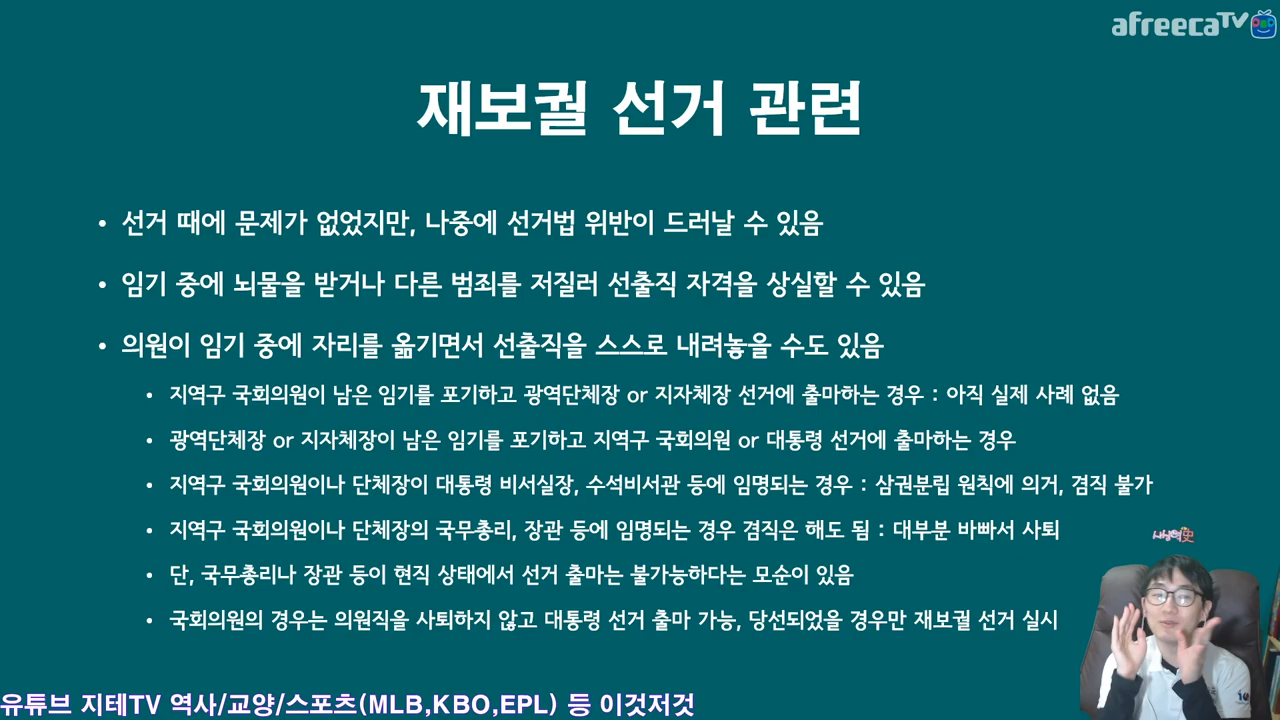 afreecaTV
재보궐 선거 관련
• 선거 때에 문제가 없었지만, 나중에 선거법 위반이 드러날 수 있음
• 임기 중에 뇌물을 받거나 다른 범죄를 저질러 선출직 자격을 상실할 수 있음
• 의원이 임기 중에 자리를 옮기면서 선출직을 스스로 내려놓을 수도 있음
• 지역구 국회의원이 남은 임기를 포기하고 광역단체장 or 지자체장 선거에 출마하는 경우 : 아직 실제 사례 없음
• 광역단체장 or 지자체장이 남은 임기를 포기하고 지역구 국회의원 or 대통령 선거에 출마하는 경우
• 지역구 국회의원이나 단체장이 대통령 비서실장, 수석비서관 등에 임명되는 경우 : 삼권분립 원칙에 의거, 겸직 불가
• 지역구 국회의원이나 단체장의 국무총리, 장관 등에 임명되는 경우 겸직은 해도 됨 : 대부분 바빠서 사퇴
• 단, 국무총리나 장관 등이 현직 상태에서 선거 출마는 불가능하다는 모순이 있음
• 국회의원의 경우는 의원직을 사퇴하지 않고 대통령 선거 출마 가능, 당선되었을 경우만 재보궐 선거 실시
유튜브 지테TV 역사/교양/스포츠(MLB,KBO,EPL) 등 이것저것